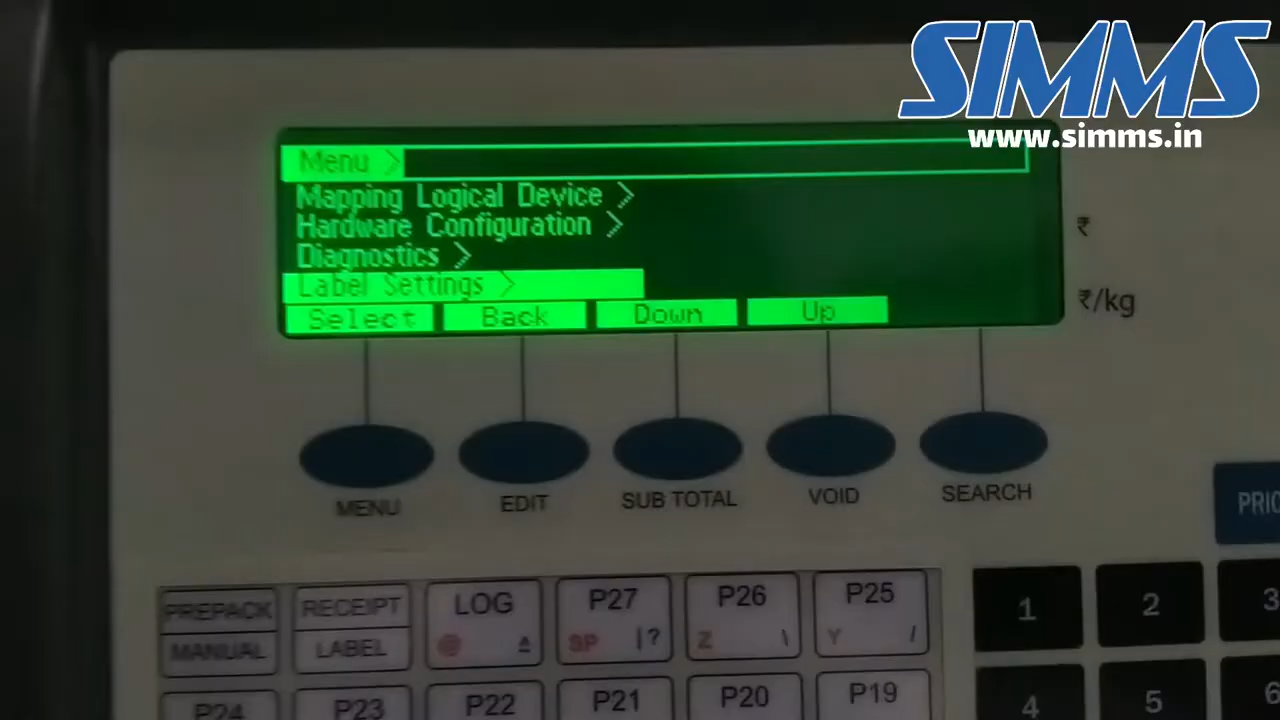 SIMMS
www.simms.in
Menu >
Mapping Logical Device >
Hardware Configuration >
Diagnostics >
Label Settings >
Select Back Down Up
₹
₹/kg
MENU EDIT SUB TOTAL VOID SEARCH
PRIC
PREPACK RECEIPT LOG P27 P26 P25 1 2 3
MANUAL LABEL @ SP |? Z \ Y /
P24 P23 P22 P21 P20 P19 4 5 6